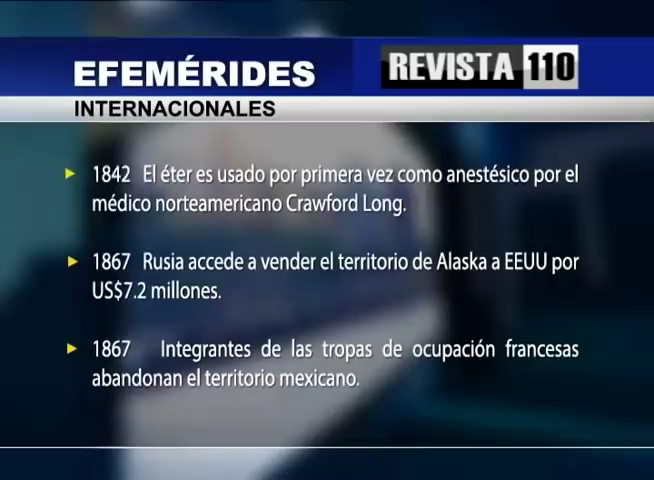 EFEMÉRIDES
REVISTA 110
INTERNACIONALES
1842 El éter es usado por primera vez como anestésico por el
médico norteamericano Crawford Long.
1867 Rusia accede a vender el territorio de Alaska a EEUU por
US$7.2 millones.
1867 Integrantes de las tropas de ocupación francesas
abandonan el territorio mexicano.